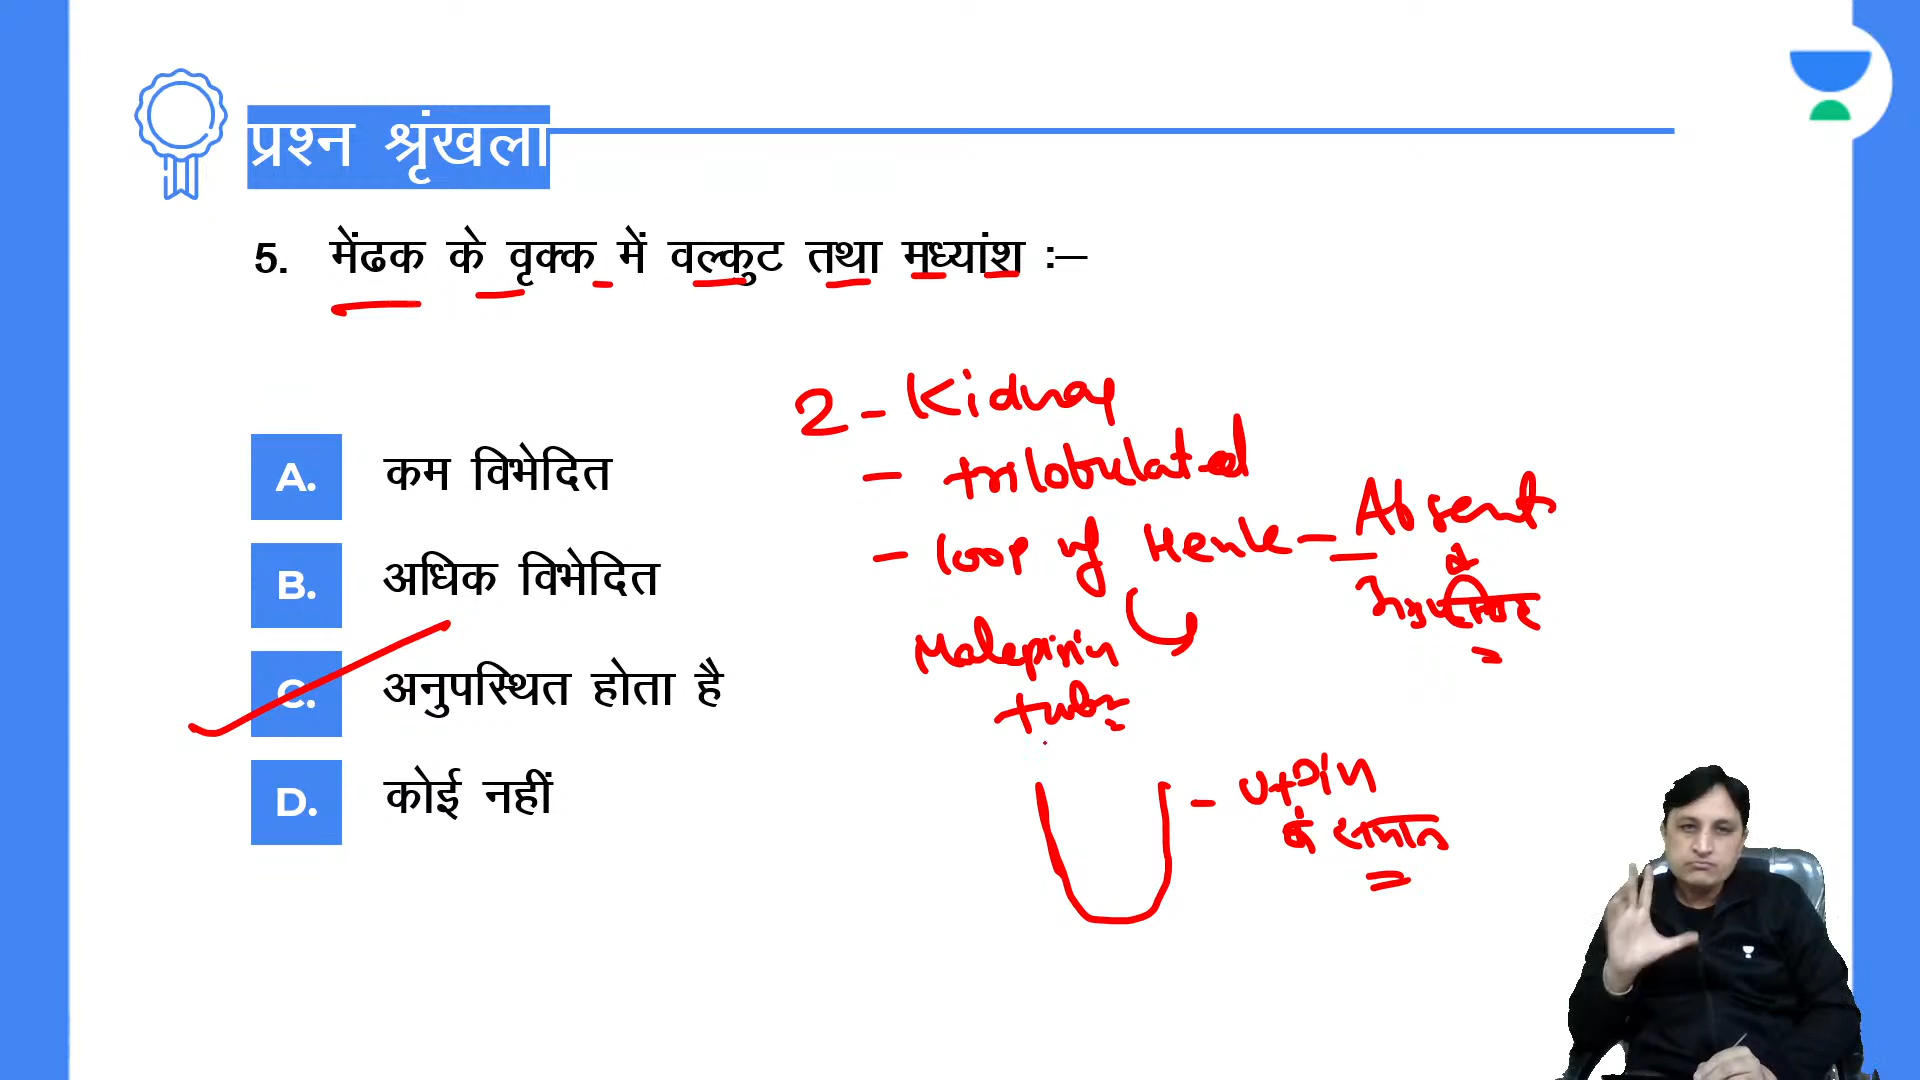 प्रश्न श्रृंखला
5. मेंढक के वृक्क में वल्कुट तथा मध्यांश :–
2 - Kidney
A. कम विभेदित
- trilobulated
- loop of Henle - Absent
B. अधिक विभेदित
C. अनुपस्थित होता है
tube
D. कोई नहीं
के समान